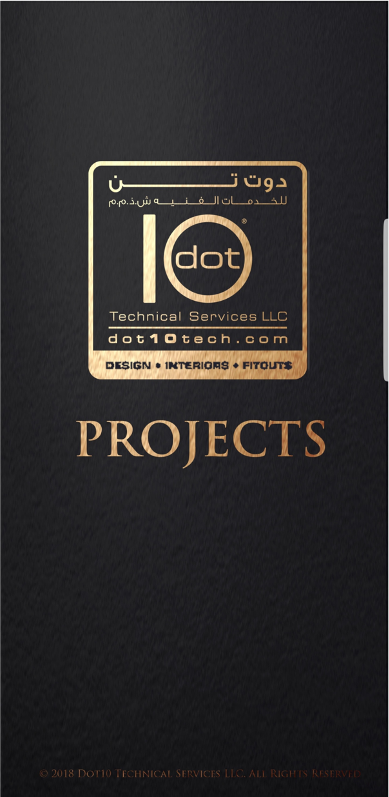 دوت تن
للخدمات الفنيه ش.ذ.م.م
10 dot ®
Technical Services LLC
dot10tech.com
DESIGN • INTERIORS • FITOUTS
PROJECTS
© 2018 Dot10 Technical Services LLC. All Rights Reserved